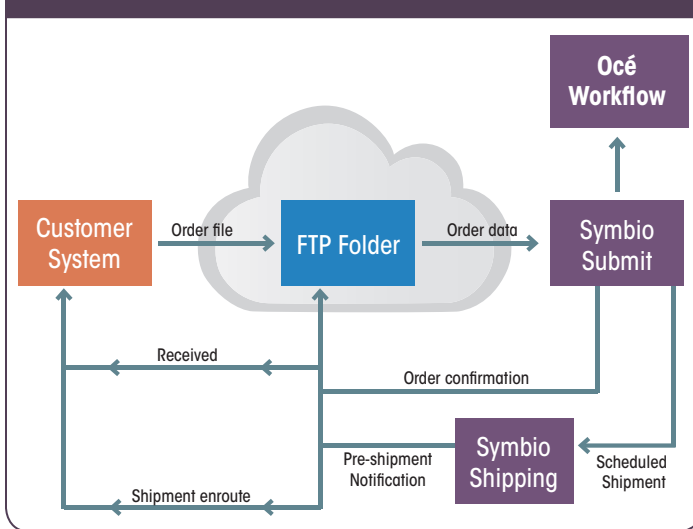 Océ
Workflow
Customer
System
Order file
FTP Folder
Order data
Symbio
Submit
Received
Order confirmation
Pre-shipment
Notification
Symbio
Shipping
Scheduled
Shipment
Shipment enroute